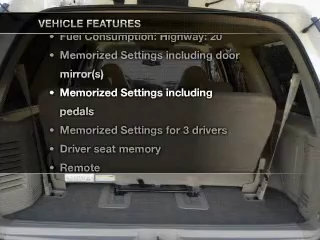 VEHICLE FEATURES
• Fuel Consumption: Highway: 20
• Memorized Settings including door
mirror(s)
• Memorized Settings including
pedals
• Memorized Settings for 3 drivers
• Driver seat memory
• Remote